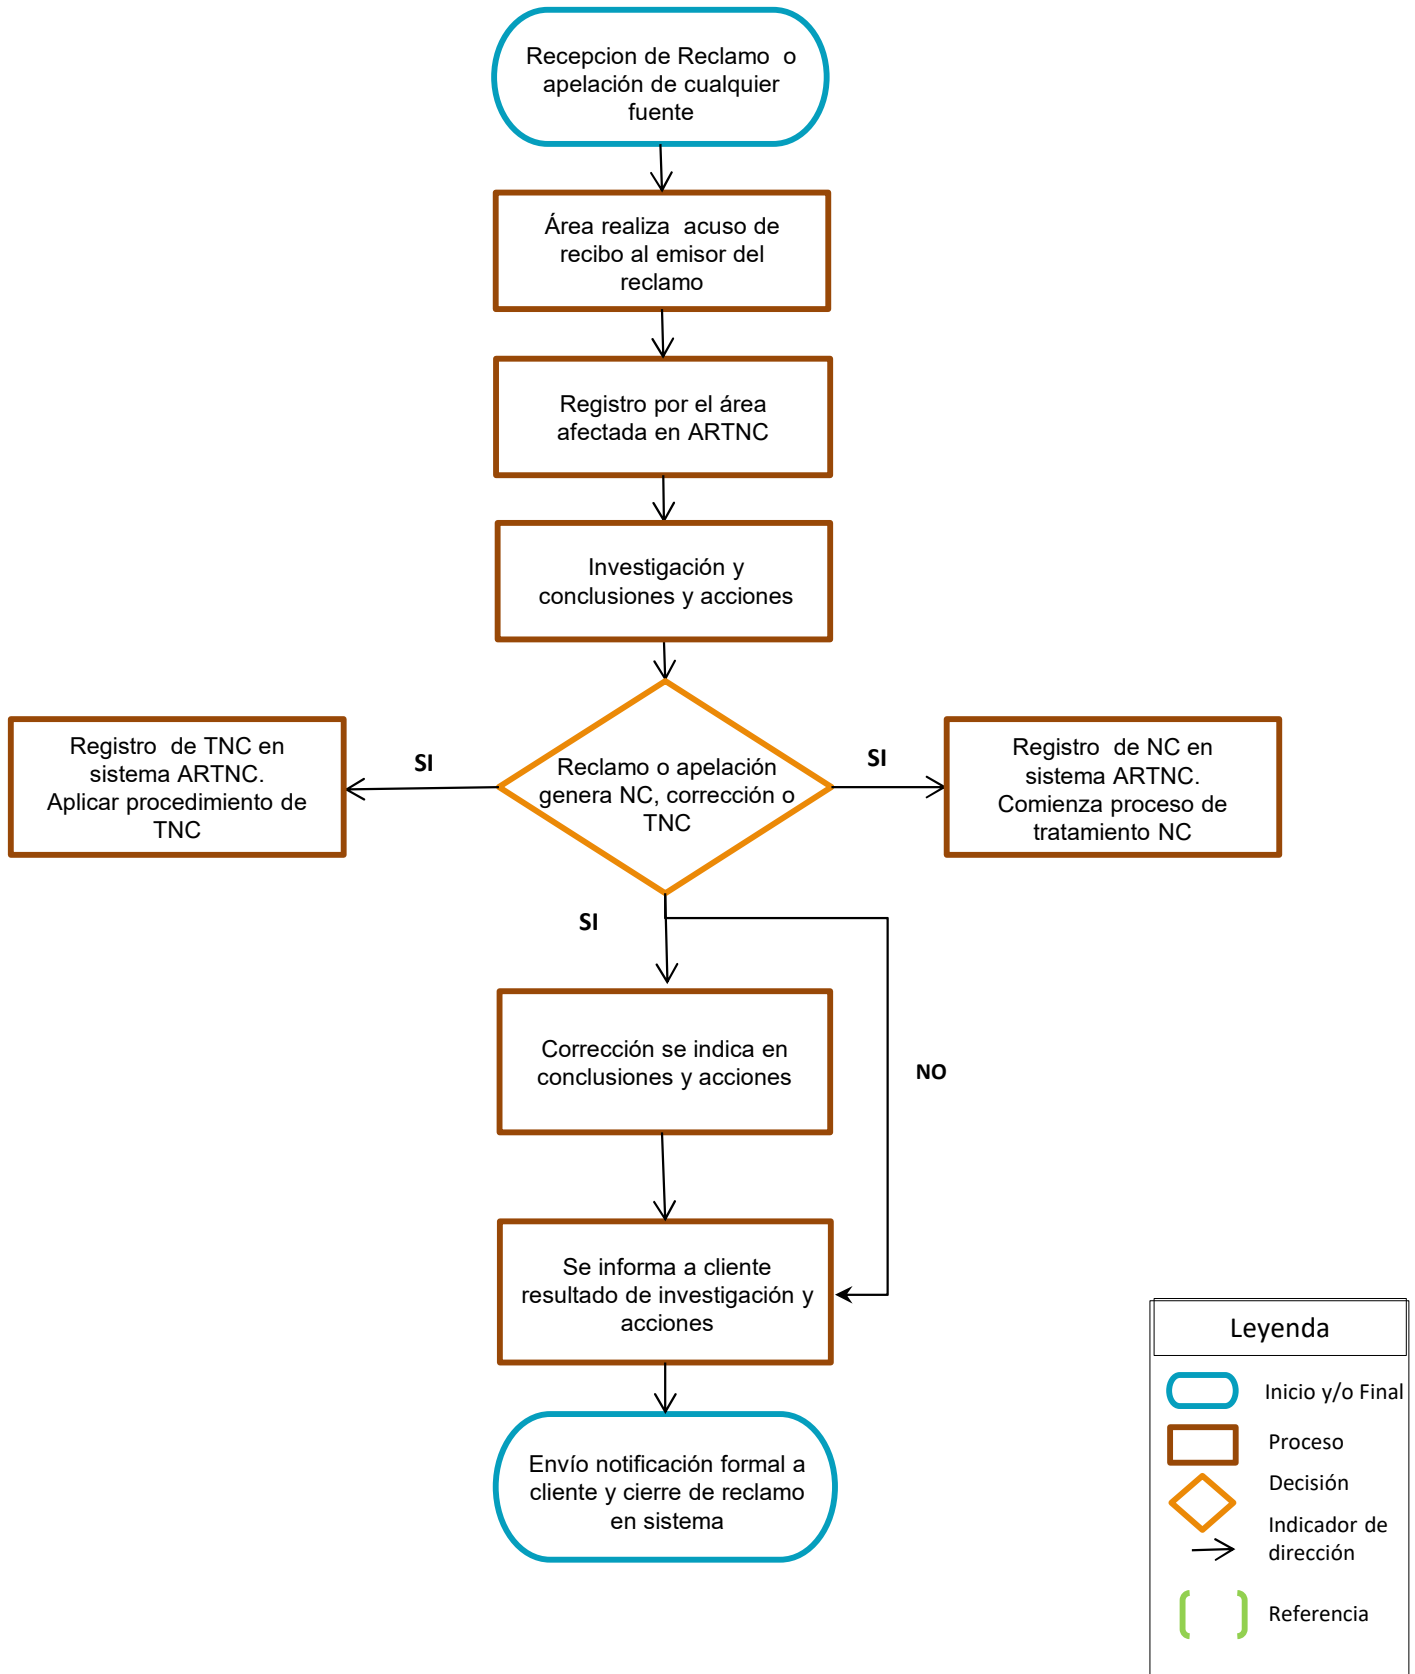 Recepcion de Reclamo o
apelación de cualquier
fuente
Área realiza acuso de
recibo al emisor del
reclamo
Registro por el área
afectada en ARTNC
Investigación y
conclusiones y acciones
Registro de TNC en
sistema ARTNC.
Aplicar procedimiento de
TNC
SI
Reclamo o apelación
genera NC, corrección o
TNC
SI
Registro de NC en
sistema ARTNC.
Comienza proceso de
tratamiento NC
SI
Corrección se indica en
conclusiones y acciones
NO
Se informa a cliente
resultado de investigación y
acciones
Envío notificación formal a
cliente y cierre de reclamo
en sistema
Leyenda
Inicio y/o Final
Proceso
Decisión
Indicador de
dirección
Referencia